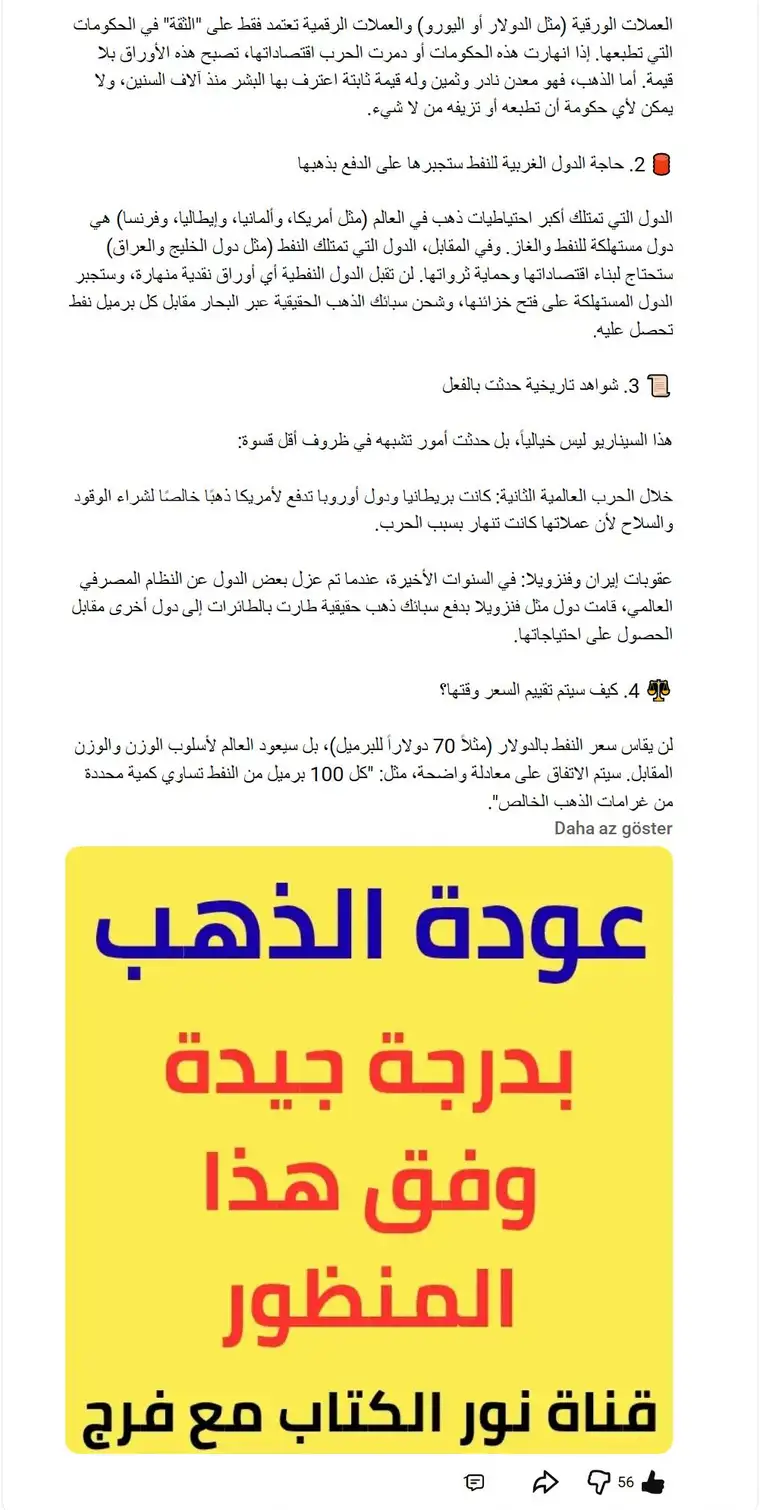 العملات الورقية (مثل الدولار أو اليورو) والعملات الرقمية تعتمد فقط على "الثقة" في الحكومات
التي تطبعها. إذا انهارت هذه الحكومات أو دمرت الحرب اقتصاداتها، تصبح هذه الأوراق بلا
قيمة. أما الذهب، فهو معدن نادر وثمين وله قيمة ثابتة اعترف بها البشر منذ آلاف السنين، ولا
يمكن لأي حكومة أن تطبعه أو تزيفه من لا شيء.
🛢️ 2. حاجة الدول الغربية للنفط ستجبرها على الدفع بذهبها
الدول التي تمتلك أكبر احتياطيات ذهب في العالم (مثل أمريكا، وألمانيا، وإيطاليا، وفرنسا) هي
دول مستهلكة للنفط والغاز. وفي المقابل، الدول التي تمتلك النفط (مثل دول الخليج والعراق)
ستحتاج لبناء اقتصاداتها وحماية ثرواتها. لن تقبل الدول النفطية أي أوراق نقدية منهارة، وستجبر
الدول المستهلكة على فتح خزائنها، وشحن سبائك الذهب الحقيقية عبر البحار مقابل كل برميل نفط
تحصل عليه.
📜 3. شواهد تاريخية حدثت بالفعل
هذا السيناريو ليس خيالياً، بل حدثت أمور تشبهه في ظروف أقل قسوة:
خلال الحرب العالمية الثانية: كانت بريطانيا ودول أوروبا تدفع لأمريكا ذهبًا خالصًا لشراء الوقود
والسلاح لأن عملاتها كانت تنهار بسبب الحرب.
عقوبات إيران وفنزويلا: في السنوات الأخيرة، عندما تم عزل بعض الدول عن النظام المصرفي
العالمي، قامت دول مثل فنزويلا بدفع سبائك ذهب حقيقية طارت بالطائرات إلى دول أخرى مقابل
الحصول على احتياجاتها.
⚖️ 4. كيف سيتم تقييم السعر وقتها؟
لن يقاس سعر النفط بالدولار (مثلاً 70 دولاراً للبرميل)، بل سيعود العالم لأسلوب الوزن والوزن
المقابل. سيتم الاتفاق على معادلة واضحة، مثل: "كل 100 برميل من النفط تساوي كمية محددة
من غرامات الذهب الخالص".
Daha az göster
عودة الذهب
بدرجة جيدة
وفق هذا
المنظور
قناة نور الكتاب مع فرج
56